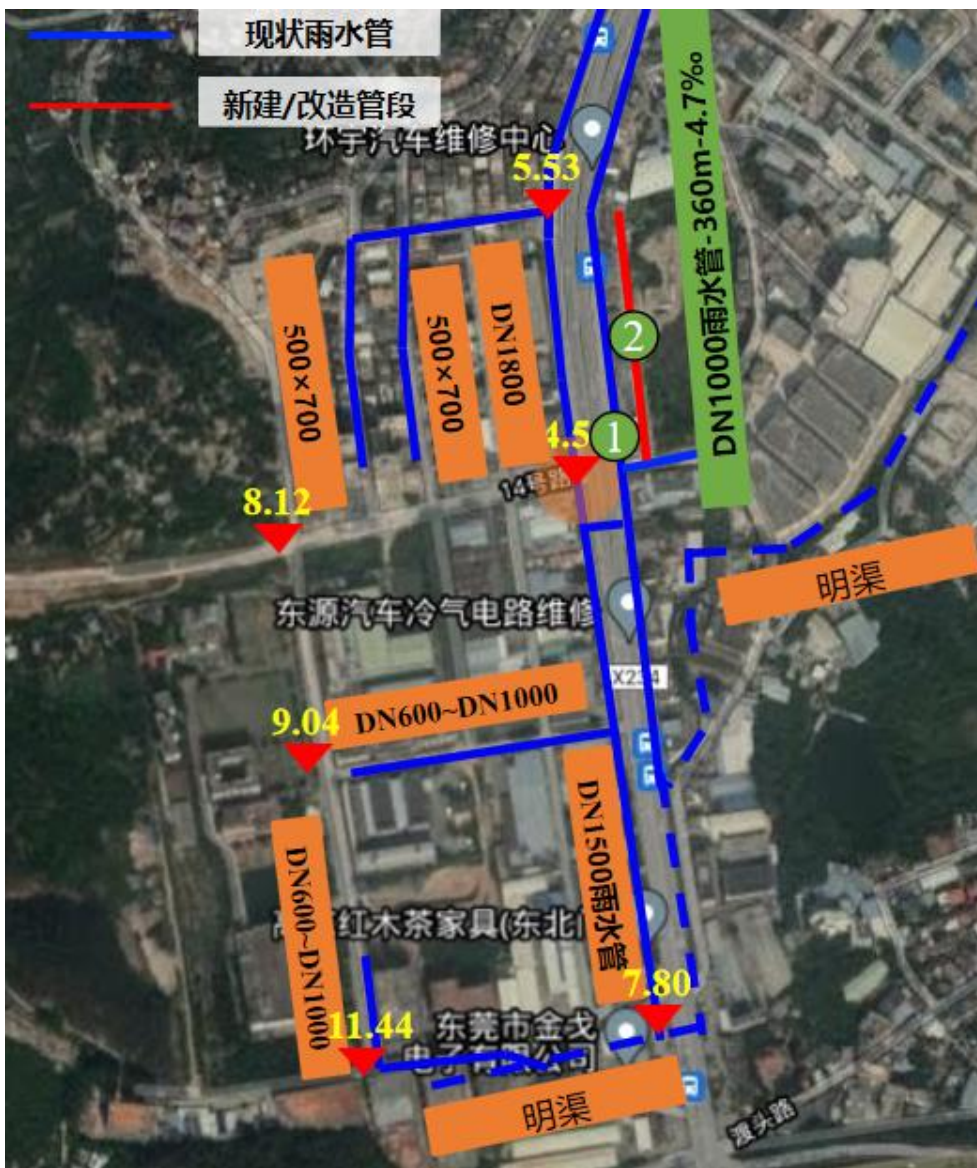 现状雨水管
新建/改造管段
环宇汽车维修中心
5.53
DN1000雨水管-360m-4.7‰
500×700
500×700
DN1800
2
1
4.5
14号路
8.12
明渠
东源汽车冷气电路维修
X234
DN600~DN1000
9.04
DN1500雨水管
DN600~DN1000
红木茶家具(东北门
7.80
11.44
东莞市金戈
电子有限公司
明渠
渡头路